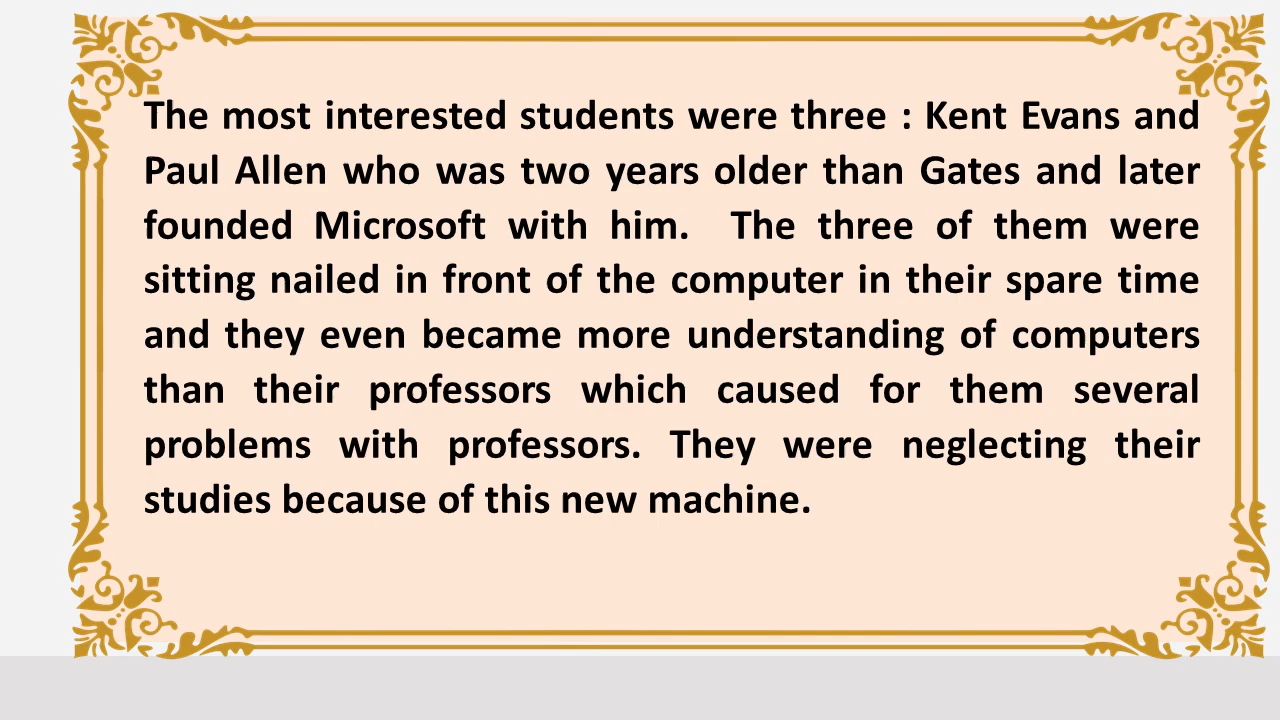 The most interested students were three : Kent Evans and
Paul Allen who was two years older than Gates and later
founded Microsoft with him.  The three of them were
sitting nailed in front of the computer in their spare time
and they even became more understanding of computers
than their professors which caused for them several
problems with professors. They were neglecting their
studies because of this new machine.